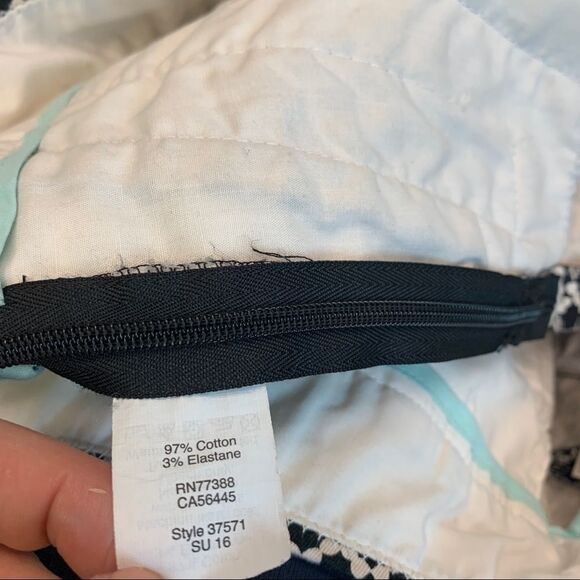 97% Cotton
3% Elastane
RN77388
CA56445
Style 37571
SU 16